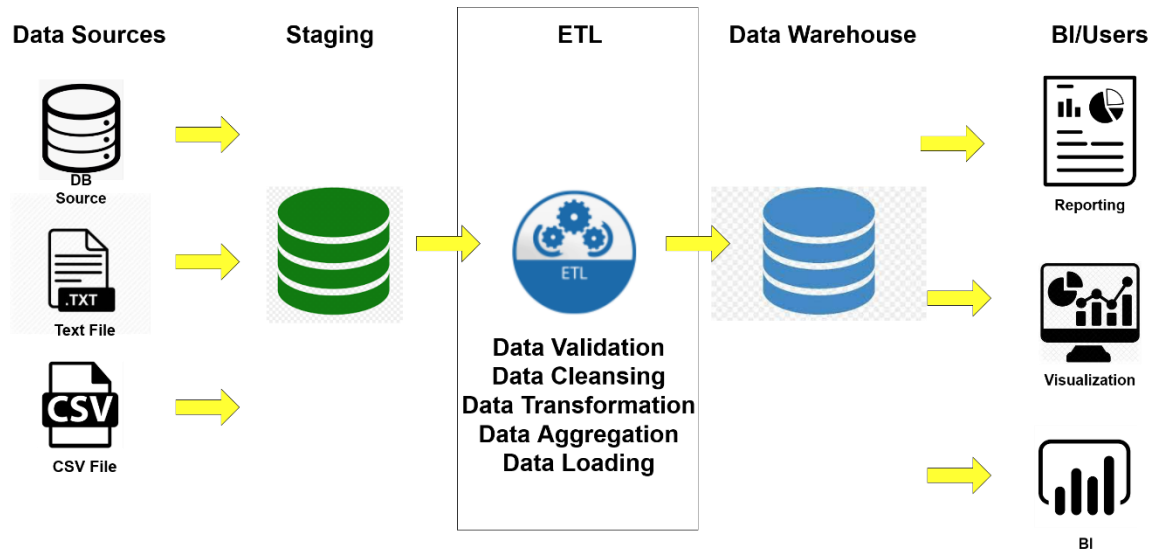 Data Sources
Staging
ETL
Data Warehouse
BI/Users
DB
Source
.TXT
Text File
CSV
CSV File
ETL
Data Validation
Data Cleansing
Data Transformation
Data Aggregation
Data Loading
Reporting
Visualization
BI